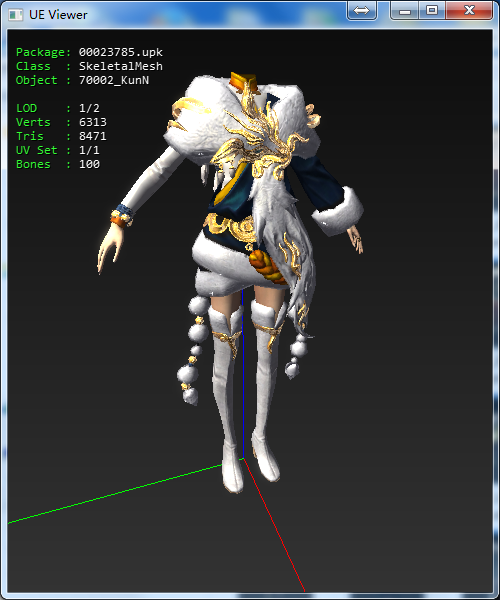 UE Viewer
Package: 00023785.upk
Class : SkeletalMesh
Object : 70002_KunN
LOD : 1/2
Verts : 6313
Tris : 8471
UV Set : 1/1
Bones : 100